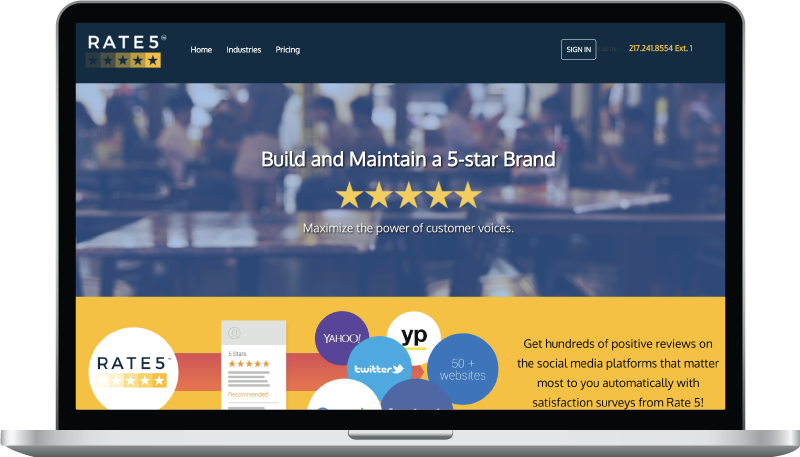 RATE5™
Home Industries Pricing
SIGN IN
217.241.8554 Ext. 1
Build and Maintain a 5-star Brand
Maximize the power of customer voices.
RATE5™
5 Stars
Recommended
YAHOO!
yp
twitter
50 +
websites
Get hundreds of positive reviews on
the social media platforms that matter
most to you automatically with
satisfaction surveys from Rate 5!